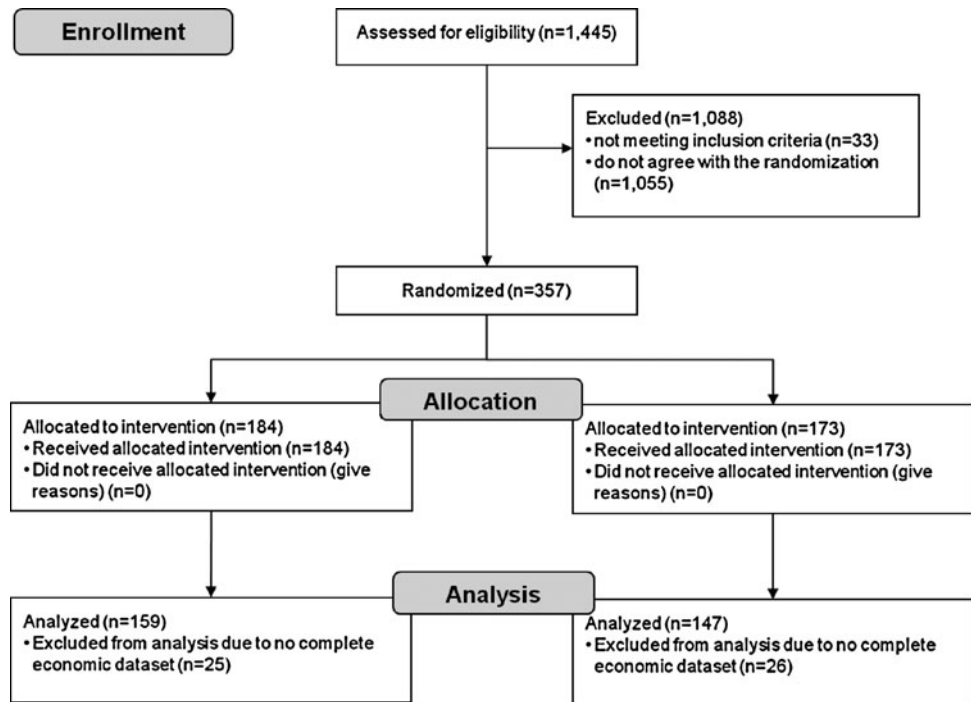 Enrollment
Assessed for eligibility (n=1,445)
Excluded (n=1,088)
•not meeting inclusion criteria (n=33)
•do not agree with the randomization
(n=1,055)
Randomized (n=357)
Allocation
Allocated to intervention (n=184)
•Received allocated intervention (n=184)
•Did not receive allocated intervention (give
reasons) (n=0)
Allocated to intervention (n=173)
•Received allocated intervention (n=173)
•Did not receive allocated intervention (give
reasons) (n=0)
Analysis
Analyzed (n=159)
•Excluded from analysis due to no complete
economic dataset (n=25)
Analyzed (n=147)
•Excluded from analysis due to no complete
economic dataset (n=26)